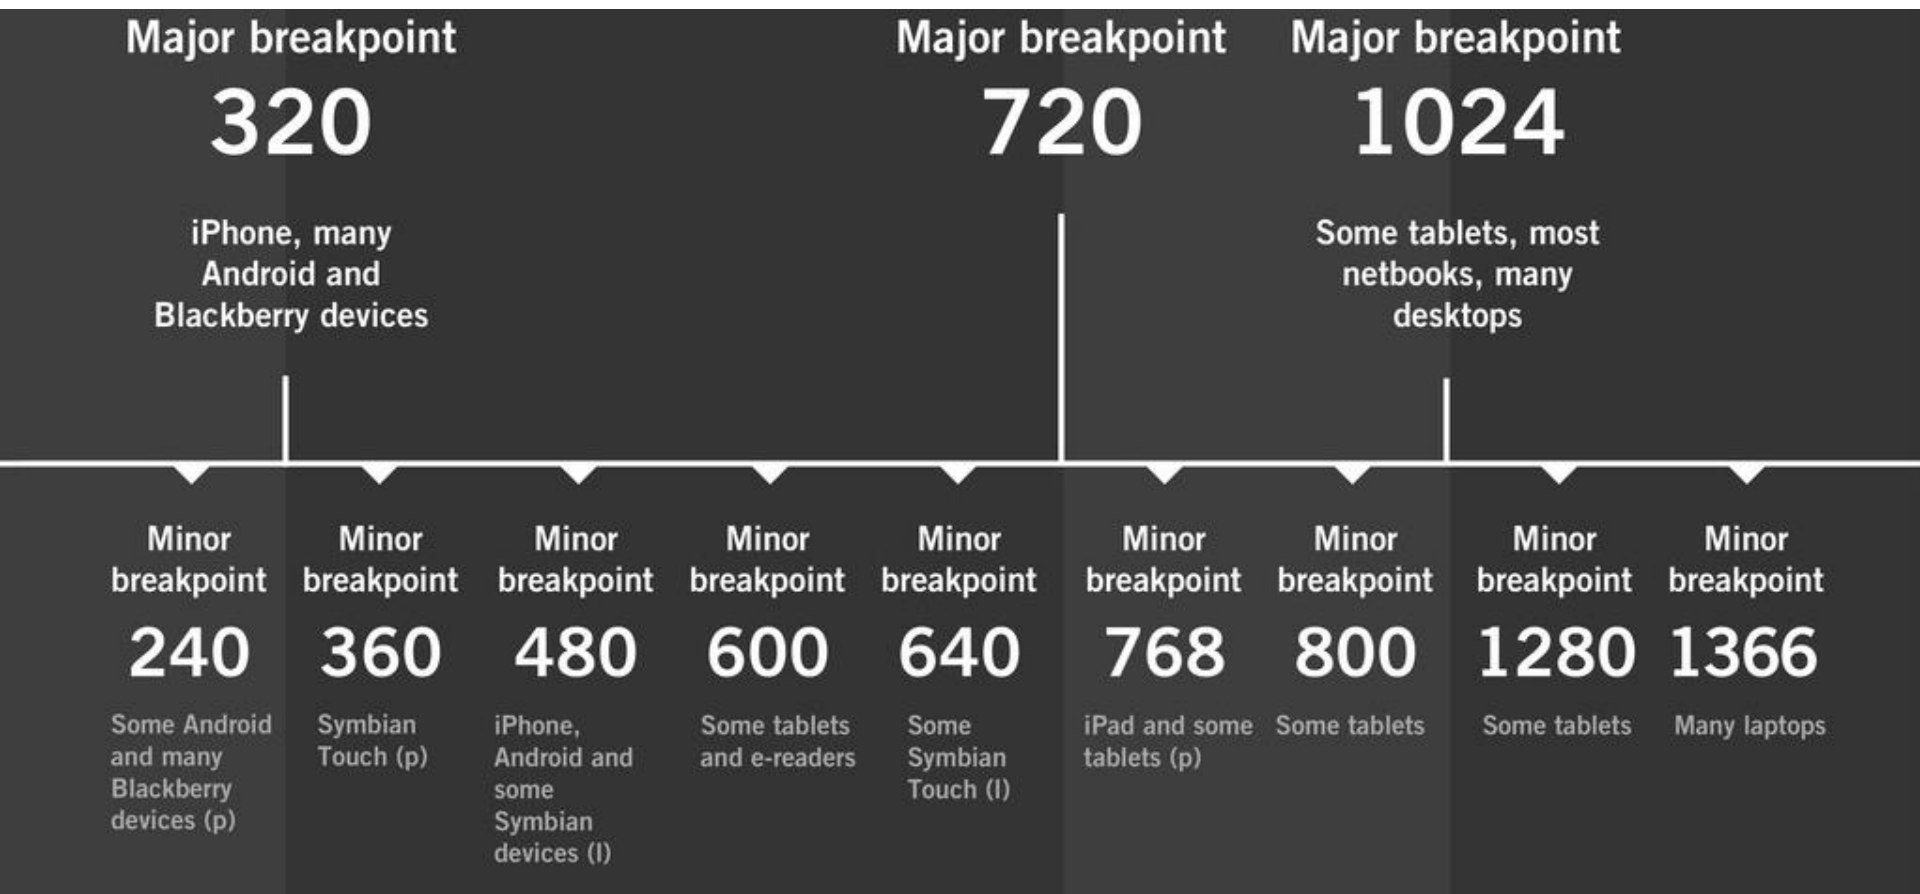 Major breakpoint
320
iPhone, many
Android and
Blackberry devices
Major breakpoint
720
Major breakpoint
1024
Some tablets, most
netbooks, many
desktops
Minor
breakpoint
240
Some Android
and many
Blackberry
devices (p)
Minor
breakpoint
360
Symbian
Touch (p)
Minor
breakpoint
480
iPhone,
Android and
some
Symbian
devices (l)
Minor
breakpoint
600
Some tablets
and e-readers
Minor
breakpoint
640
Some
Symbian
Touch (l)
Minor
breakpoint
768
iPad and some
tablets (p)
Minor
breakpoint
800
Some tablets
Minor
breakpoint
1280
Some tablets
Minor
breakpoint
1366
Many laptops